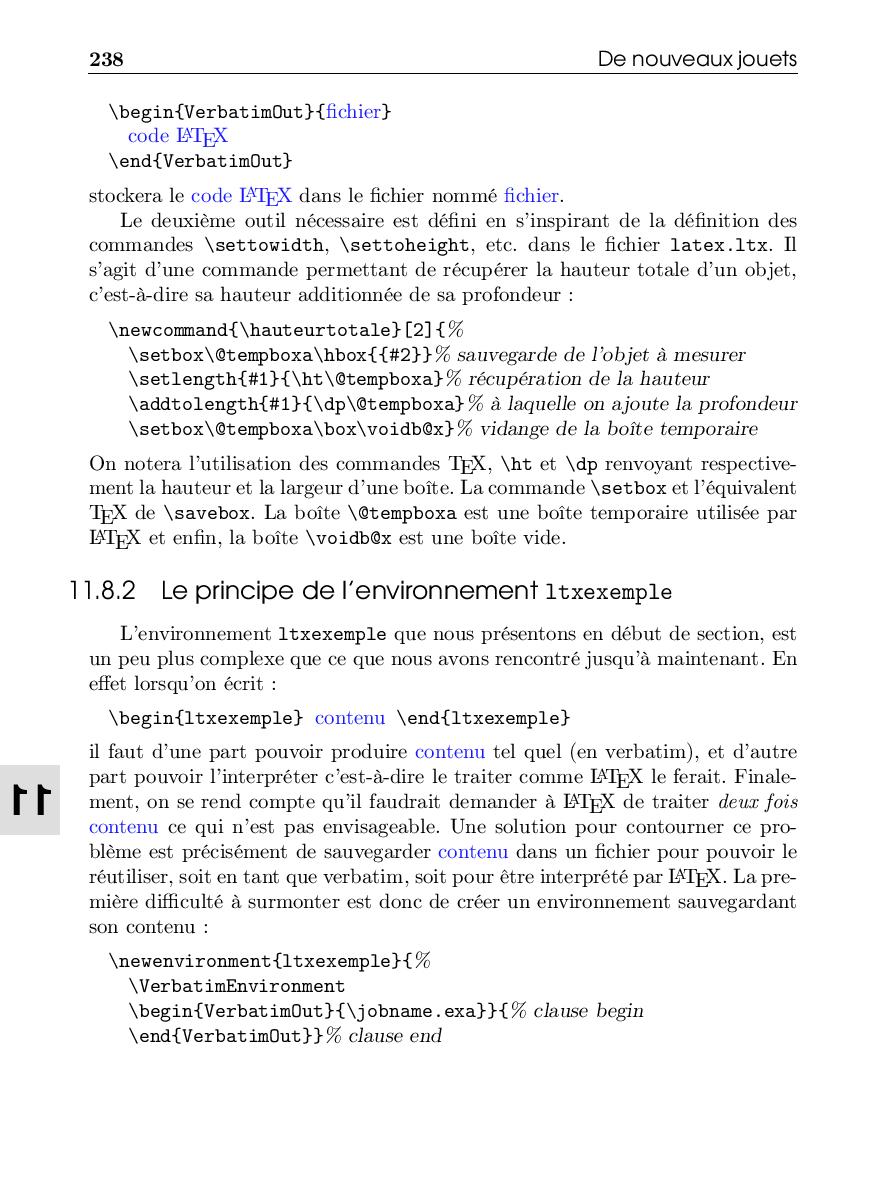 238 De nouveaux jouets
\begin{VerbatimOut}{fichier}
code LATEX
\end{VerbatimOut}
stockera le code LATEX dans le fichier nommé fichier.
Le deuxième outil nécessaire est défini en s'inspirant de la définition des
commandes \settowidth, \settoheight, etc. dans le fichier latex.ltx. Il
s'agit d'une commande permettant de récupérer la hauteur totale d'un objet,
c'est-à-dire sa hauteur additionnée de sa profondeur :
\newcommand{\hauteurtotale}[2]{%
\setbox\@tempboxa\hbox{{#2}}% sauvegarde de l'objet à mesurer
\setlength{#1}{\ht\@tempboxa}% récupération de la hauteur
\addtolength{#1}{\dp\@tempboxa}% à laquelle on ajoute la profondeur
\setbox\@tempboxa\box\voidb@x}% vidange de la boîte temporaire
On notera l'utilisation des commandes TEX, \ht et \dp renvoyant respective-
ment la hauteur et la largeur d'une boîte. La commande \setbox et l'équivalent
TEX de \savebox. La boîte \@tempboxa est une boîte temporaire utilisée par
LATEX et enfin, la boîte \voidb@x est une boîte vide.
11.8.2 Le principe de l'environnement ltxexemple
L'environnement ltxexemple que nous présentons en début de section, est
un peu plus complexe que ce que nous avons rencontré jusqu'à maintenant. En
effet lorsqu'on écrit :
\begin{ltxexemple} contenu \end{ltxexemple}
il faut d'une part pouvoir produire contenu tel quel (en verbatim), et d'autre
part pouvoir l'interpréter c'est-à-dire le traiter comme LATEX le ferait. Finale-
ment, on se rend compte qu'il faudrait demander à LATEX de traiter deux fois
contenu ce qui n'est pas envisageable. Une solution pour contourner ce pro-
blème est précisément de sauvegarder contenu dans un fichier pour pouvoir le
réutiliser, soit en tant que verbatim, soit pour être interprété par LATEX. La pre-
mière difficulté à surmonter est donc de créer un environnement sauvegardant
son contenu :
\newenvironment{ltxexemple}{%
\VerbatimEnvironment
\begin{VerbatimOut}{\jobname.exa}}{% clause begin
\end{VerbatimOut}}% clause end
11